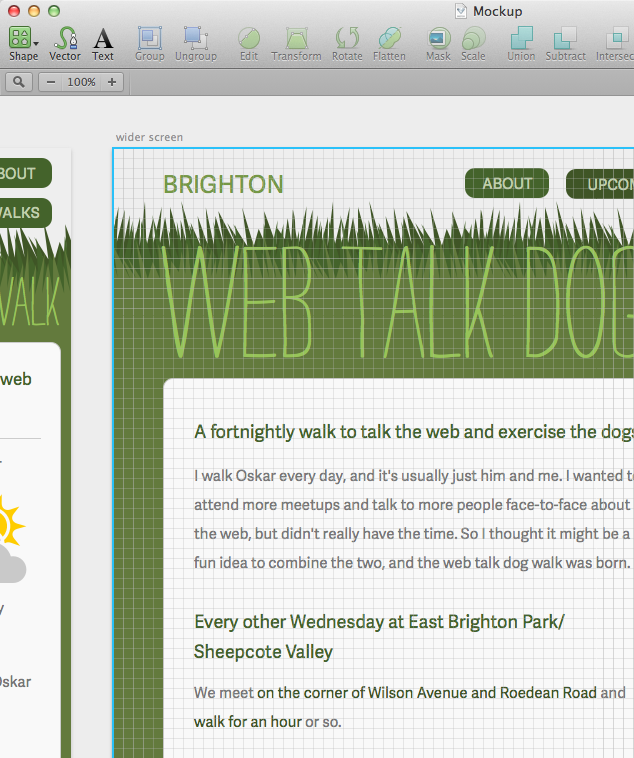 Mockup
Shape Vector Text Group Ungroup Edit Transform Rotate Flatten Mask Scale Union Subtract Intersec
100%
wider screen
BOUT
WALKS
WALK
web
Oskar
BRIGHTON
ABOUT
UPCOM
WEB TALK DOG
A fortnightly walk to talk the web and exercise the dogs
I walk Oskar every day, and it's usually just him and me. I wanted to
attend more meetups and talk to more people face-to-face about
the web, but didn't really have the time. So I thought it might be a
fun idea to combine the two, and the web talk dog walk was born.
Every other Wednesday at East Brighton Park/
Sheepcote Valley
We meet on the corner of Wilson Avenue and Roedean Road and
walk for an hour or so.